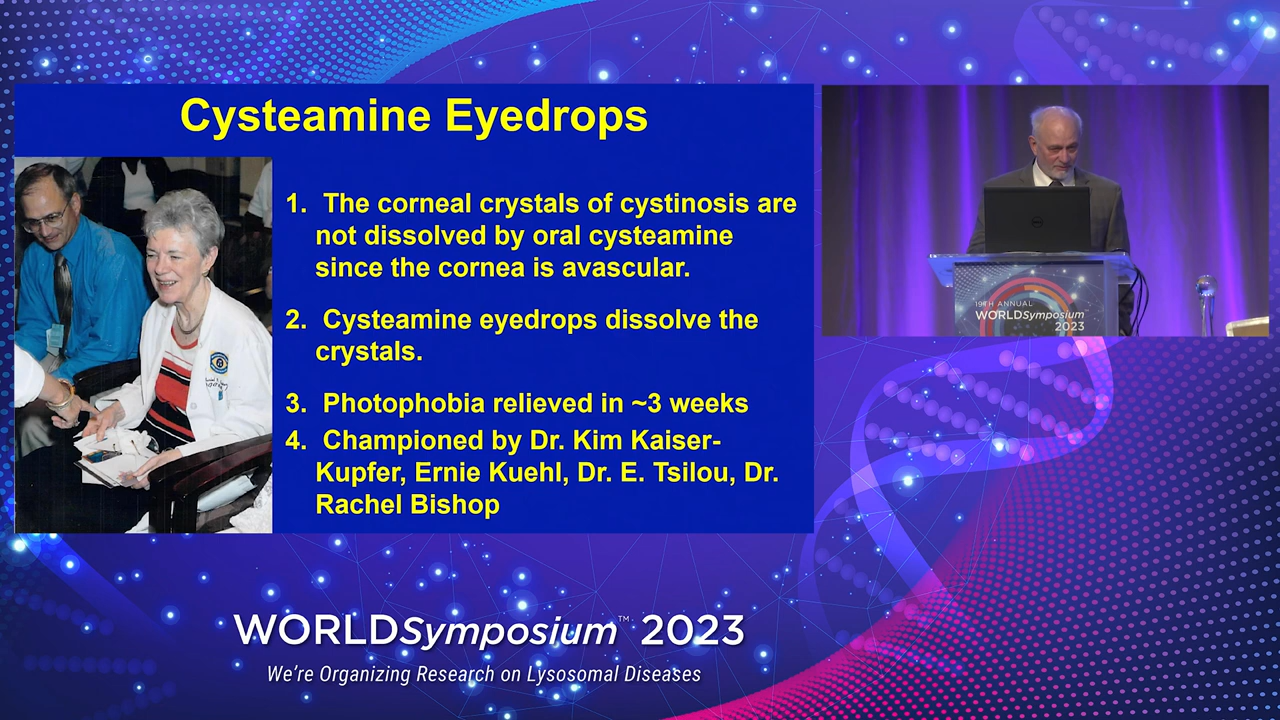 Cysteamine Eyedrops
1. The corneal crystals of cystinosis are
not dissolved by oral cysteamine
since the cornea is avascular.
2. Cysteamine eyedrops dissolve the
crystals.
3. Photophobia relieved in ~3 weeks
4. Championed by Dr. Kim Kaiser-
Kupfer, Ernie Kuehl, Dr. E. Tsilou, Dr.
Rachel Bishop
19TH ANNUAL
WORLDSymposium
2023
WORLDSymposium™ 2023
We're Organizing Research on Lysosomal Diseases